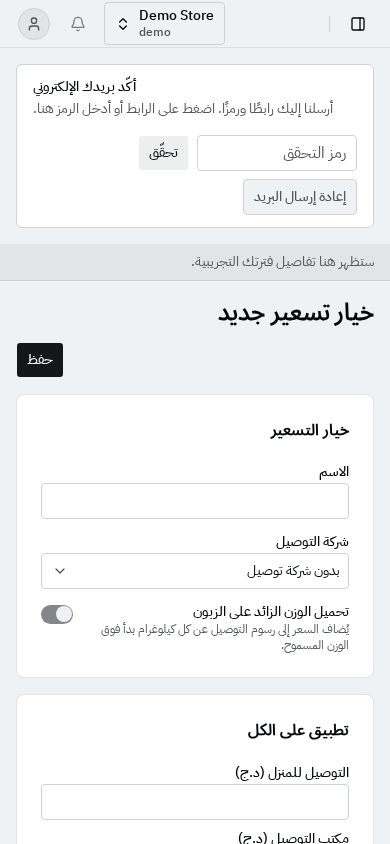 Demo Store
demo
أكّد بريدك الإلكتروني
أرسلنا إليك رابطًا ورمزًا. اضغط على الرابط أو أدخل الرمز هنا.
رمز التحقق
تحقّق
إعادة إرسال البريد
ستظهر هنا تفاصيل فترتك التجريبية.
خيار تسعير جديد
حفظ
خيار التسعير
الاسم
شركة التوصيل
بدون شركة توصيل
تحميل الوزن الزائد على الزبون
يُضاف السعر إلى رسوم التوصيل عن كل كيلوغرام بدأ فوق
الوزن المسموح.
تطبيق على الكل
التوصيل للمنزل (د.ج)
مكتب التوصيل (د.ج)